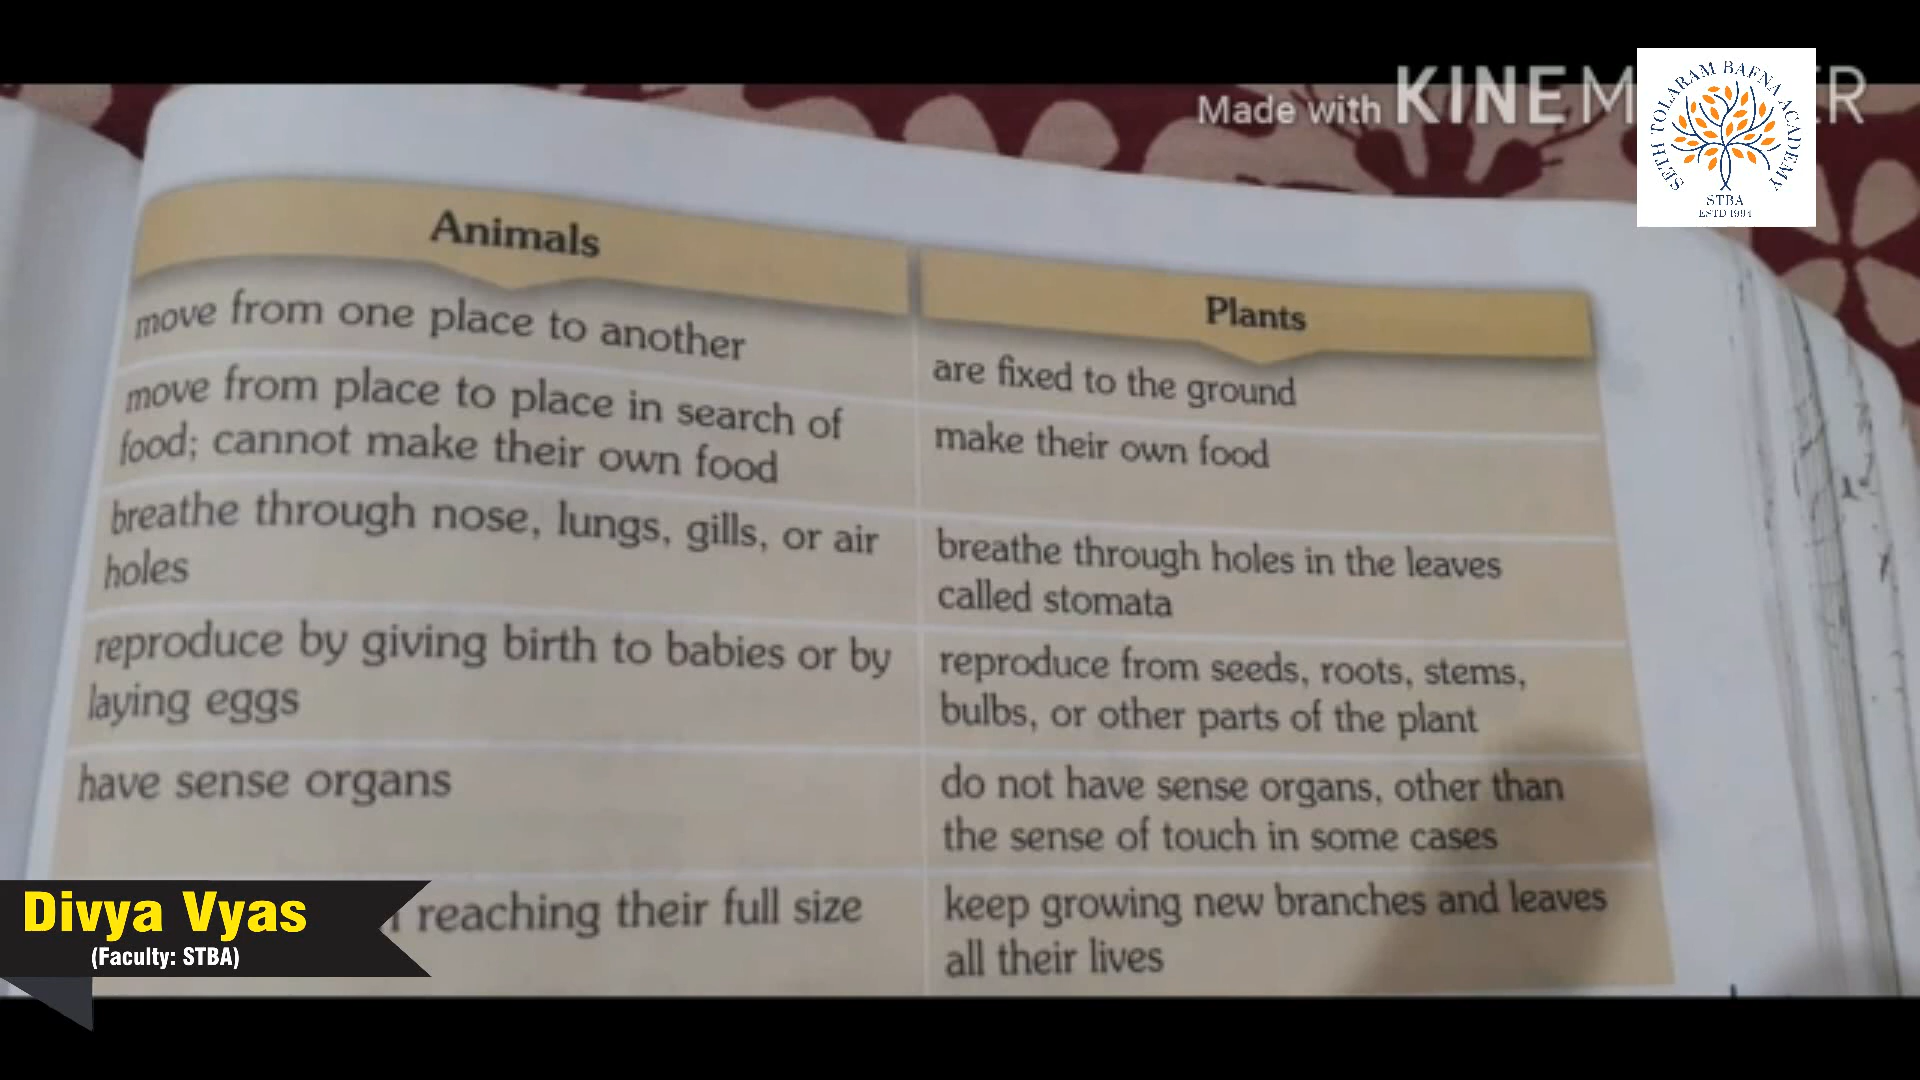 Made with KINEM ER
SETH TOLARAM BAFNA ACADEMY
STBA
ESTD 1994
Animals
Plants
move from one place to another
are fixed to the ground
move from place to place in search of
food; cannot make their own food
make their own food
breathe through nose, lungs, gills, or air
holes
breathe through holes in the leaves
called stomata
reproduce by giving birth to babies or by
laying eggs
reproduce from seeds, roots, stems,
bulbs, or other parts of the plant
have sense organs
do not have sense organs, other than
the sense of touch in some cases
reaching their full size
keep growing new branches and leaves
all their lives
Divya Vyas
(Faculty: STBA)